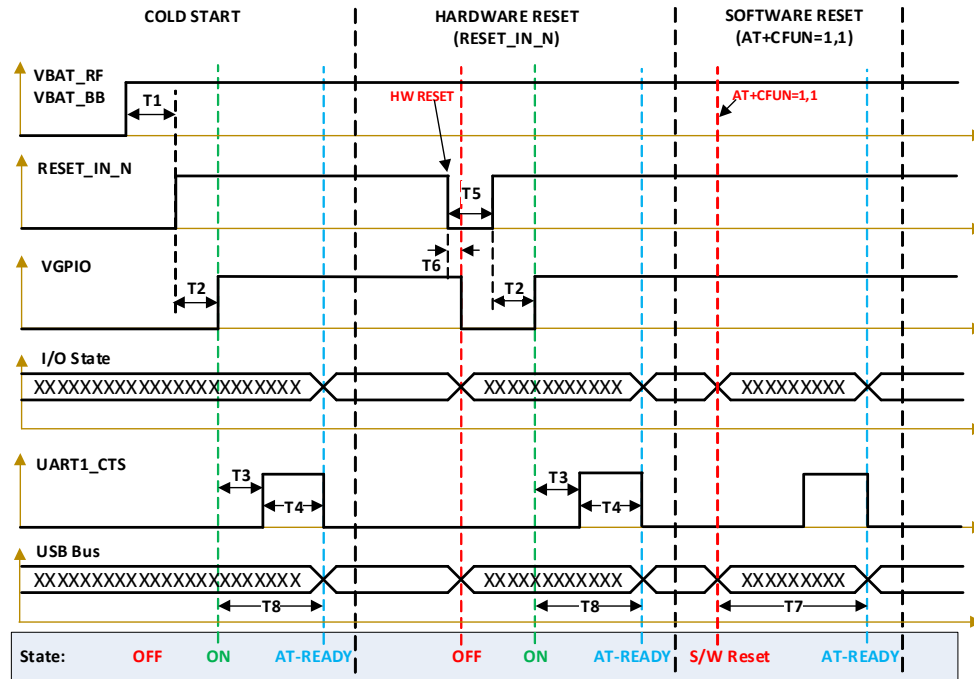 COLD START
HARDWARE RESET
(RESET_IN_N)
SOFTWARE RESET
(AT+CFUN=1,1)
VBAT_RF
VBAT_BB
T1
HW RESET
AT+CFUN=1,1
RESET_IN_N
T5
VGPIO
T6
T2
T2
I/O State
XXXXXXXXXXXXXXXXXXXXXXX
XXXXXXXXXXXX
XXXXXXXXX
UART1_CTS
T3
T4
T3
T4
USB Bus
XXXXXXXXXXXXXXXXXXXXXXX
XXXXXXXXXXXX
XXXXXXXXX
T8
T8
T7
State: OFF ON AT-READY OFF ON AT-READY S/W Reset AT-READY